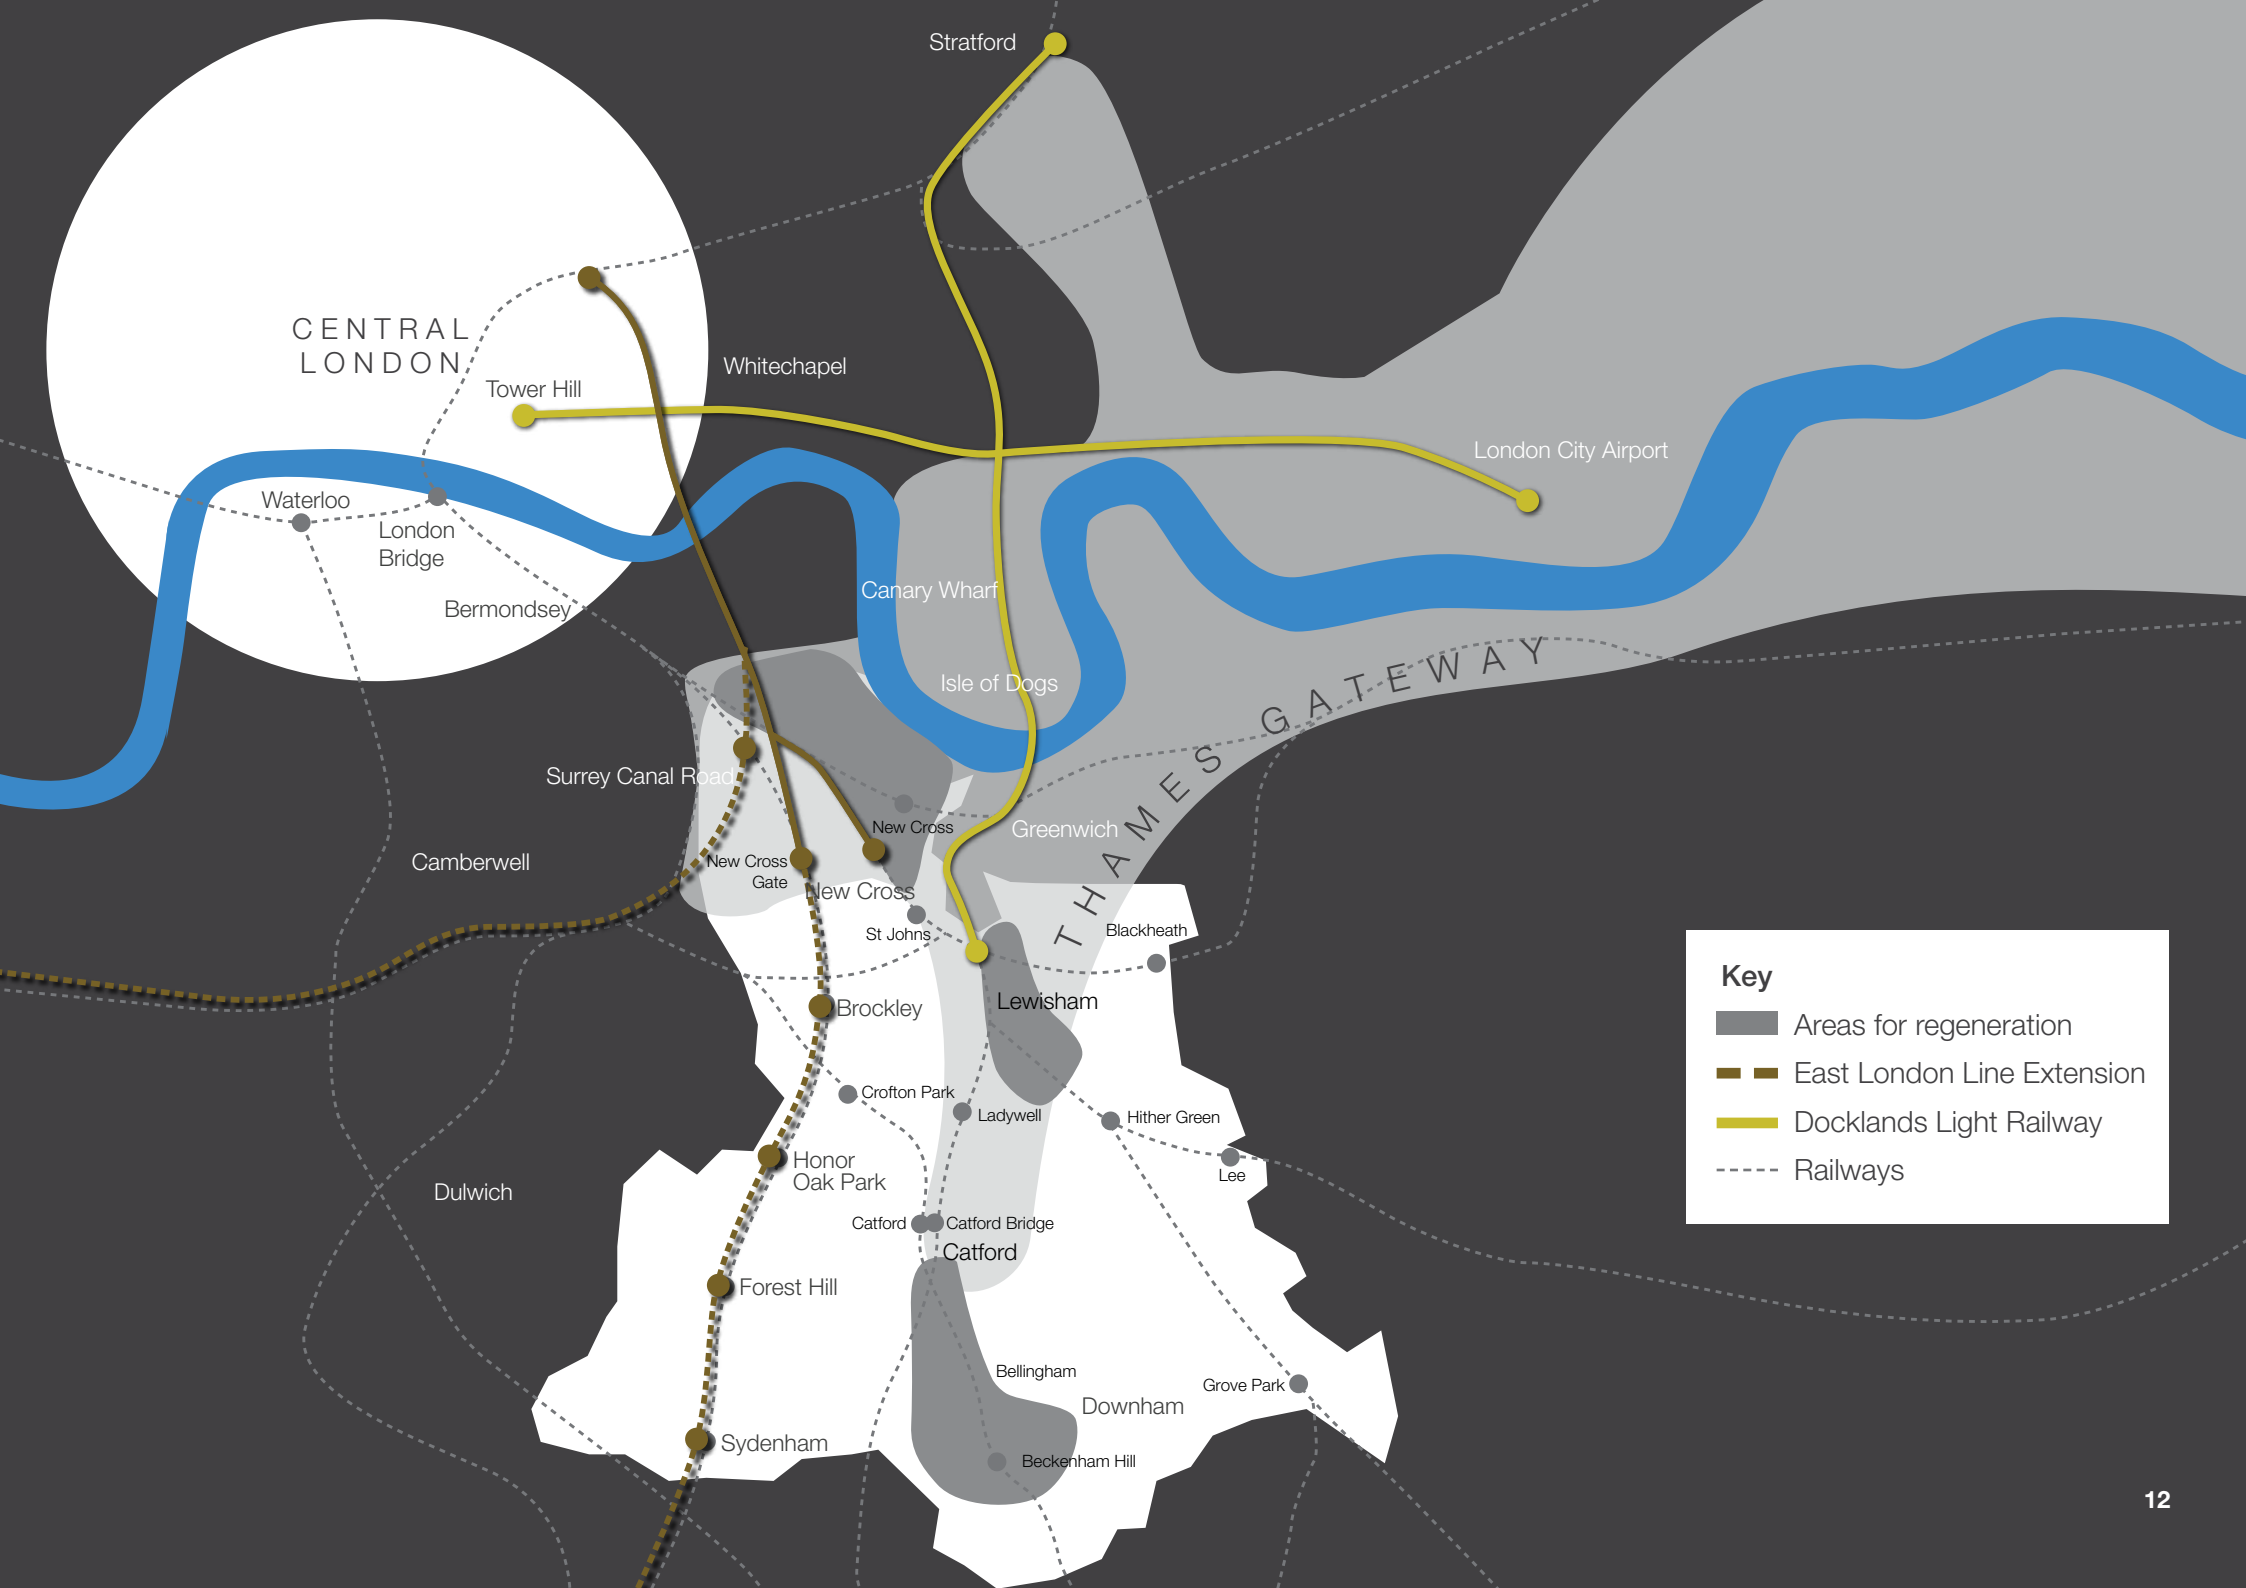 Stratford
CENTRAL
LONDON
Whitechapel
Tower Hill
London City Airport
Waterloo
London
Bridge
Canary Wharf
Bermondsey
Isle of Dogs
THAMES GATEWAY
Surrey Canal Road
New Cross
Greenwich
Camberwell
New Cross
Gate
New Cross
St Johns
Blackheath
Lewisham
Brockley
Crofton Park
Ladywell
Hither Green
Honor
Oak Park
Lee
Dulwich
Catford
Catford Bridge
Catford
Forest Hill
Bellingham
Grove Park
Downham
Sydenham
Beckenham Hill
Key
Areas for regeneration
East London Line Extension
Docklands Light Railway
Railways
12